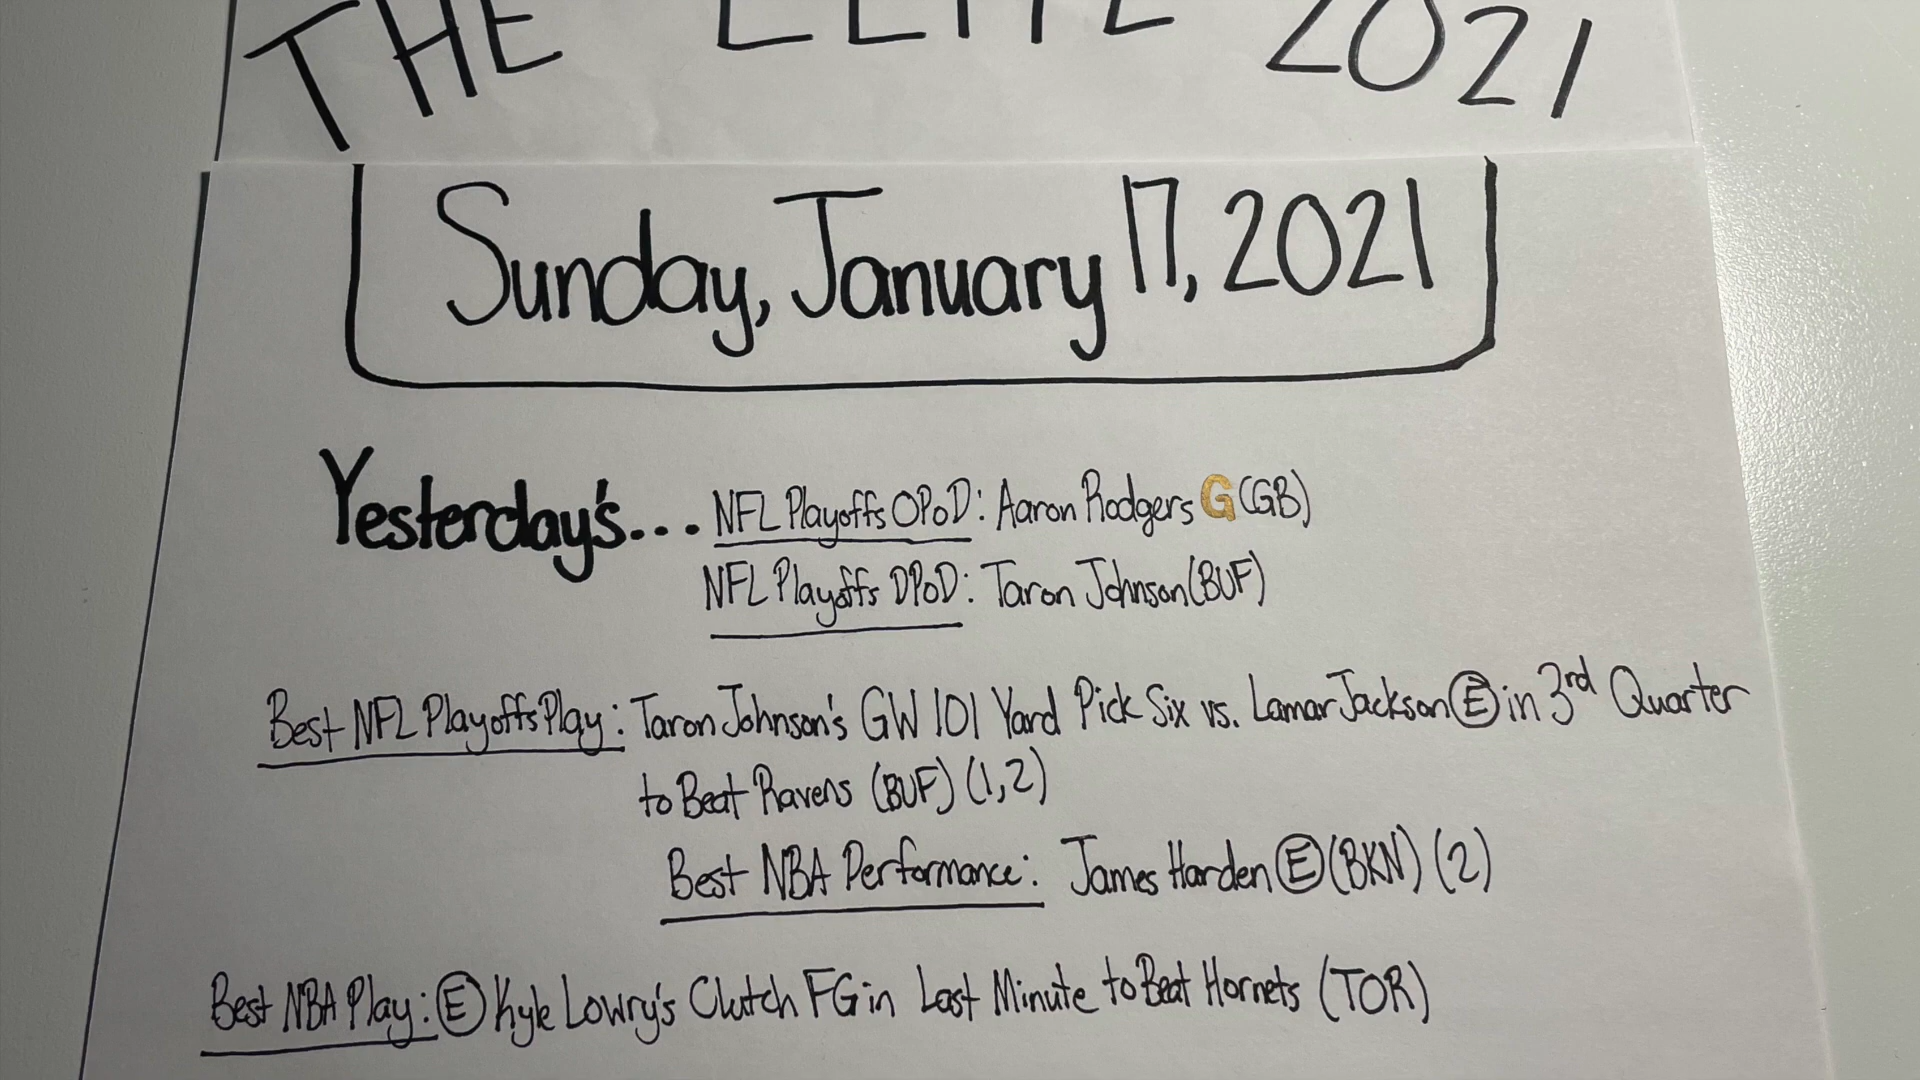 THE ELITE 2021
Sunday, January 17, 2021
Yesterday's... NFL Playoffs OPoD: Aaron Rodgers G (GB)
NFL Playoffs DPoD: Taron Johnson (BUF)
Best NFL Playoffs Play: Taron Johnson's GW 101 Yard Pick Six vs. Lamar Jackson Ⓔ in 3rd Quarter
to Beat Ravens (BUF) (1,2)
Best NBA Performance: James Harden Ⓔ (BKN) (2)
Best NBA Play: Ⓔ Kyle Lowry's Clutch FG in Last Minute to Beat Hornets (TOR)